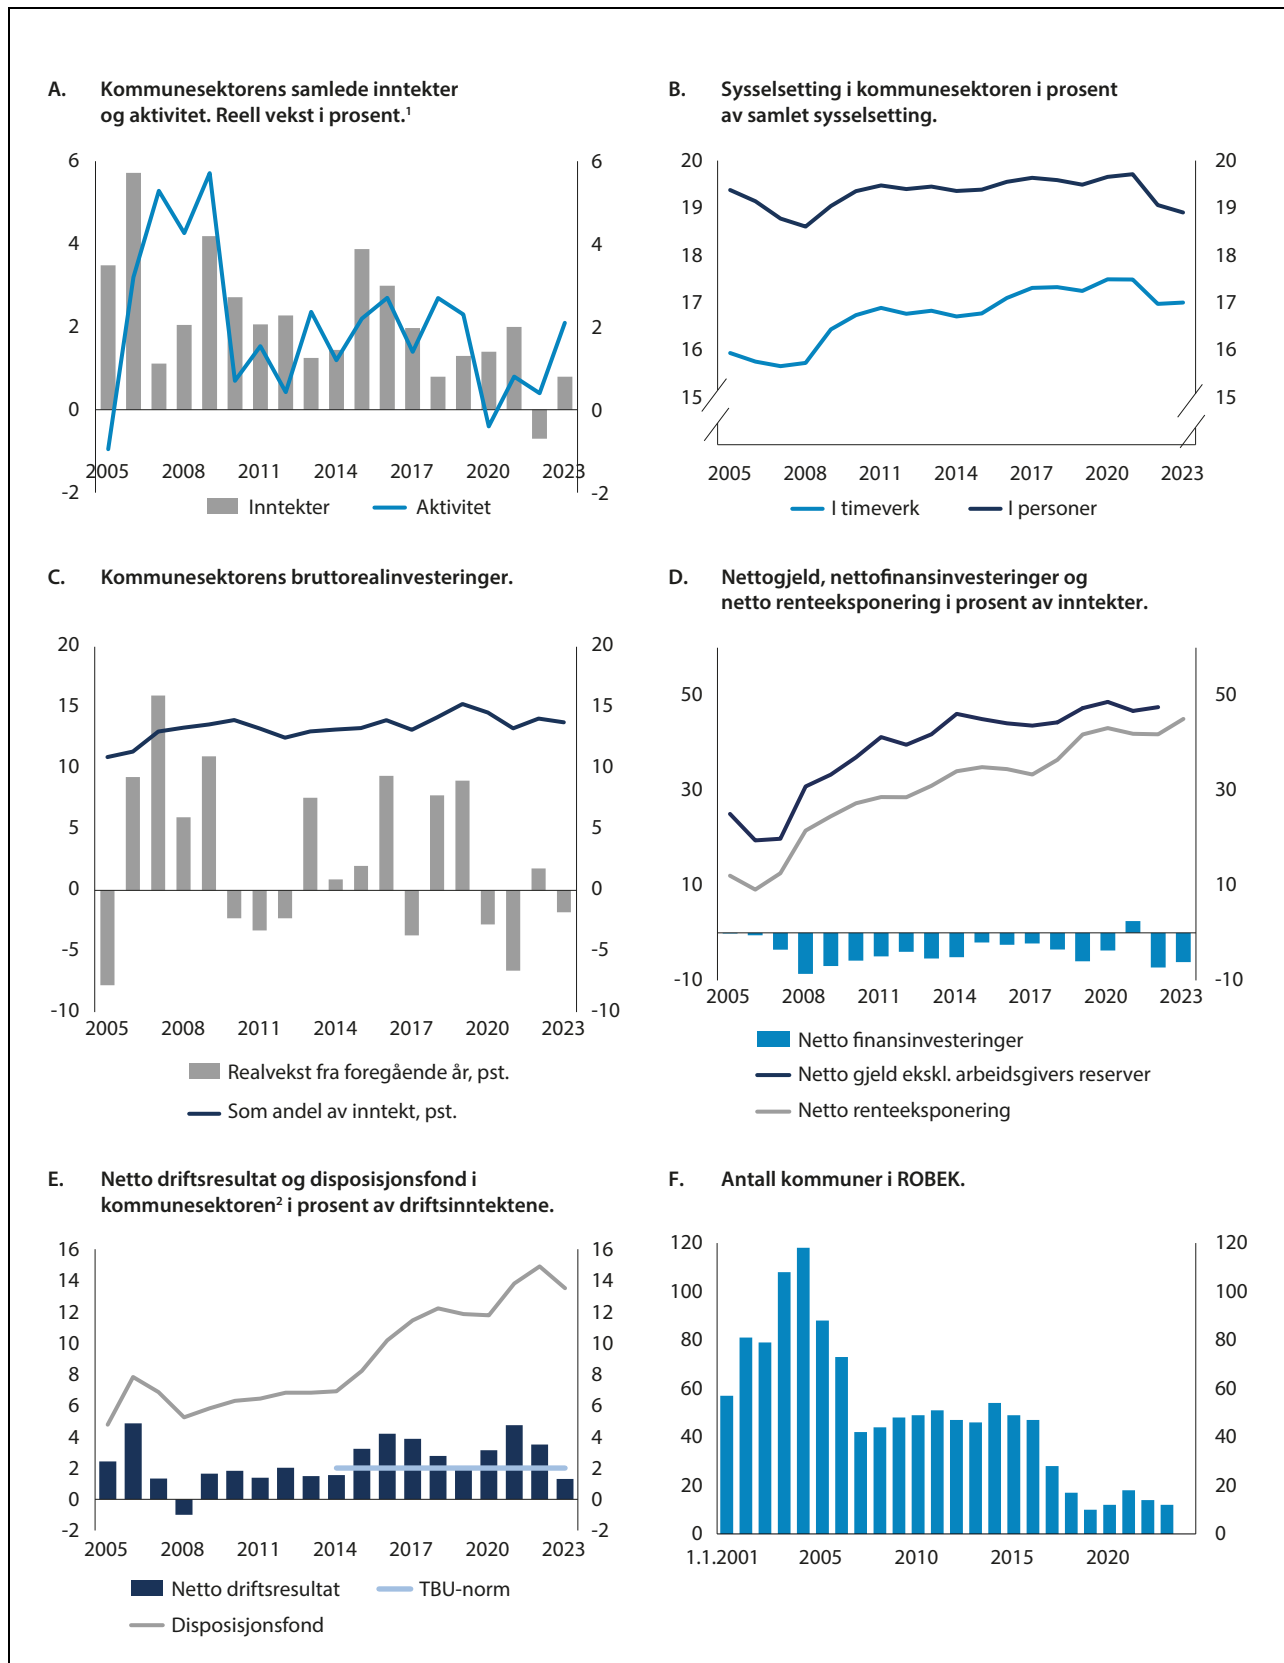 A. Kommunesektorens samlede inntekter
og aktivitet. Reell vekst i prosent.¹
6 6
4 4
2 2
0 0
-2 -2
2005 2008 2011 2014 2017 2020 2023
Inntekter Aktivitet
B. Sysselsetting i kommunesektoren i prosent
av samlet sysselsetting.
20 20
19 19
18 18
17 17
16 16
15 15
2005 2008 2011 2014 2017 2020 2023
I timeverk I personer
C. Kommunesektorens bruttorealinvesteringer.
20 20
15 15
10 10
5 5
0 0
-5 -5
-10 -10
2005 2008 2011 2014 2017 2020 2023
Realvekst fra foregående år, pst.
Som andel av inntekt, pst.
D. Nettogjeld, nettofinansinvesteringer og
netto renteeksponering i prosent av inntekter.
50 50
30 30
10 10
-10 -10
2005 2008 2011 2014 2017 2020 2023
Netto finansinvesteringer
Netto gjeld ekskl. arbeidsgivers reserver
Netto renteeksponering
E. Netto driftsresultat og disposisjonsfond i
kommunesektoren² i prosent av driftsinntektene.
16 16
14 14
12 12
10 10
8 8
6 6
4 4
2 2
0 0
-2 -2
2005 2008 2011 2014 2017 2020 2023
Netto driftsresultat TBU-norm
Disposisjonsfond
F. Antall kommuner i ROBEK.
120 120
100 100
80 80
60 60
40 40
20 20
0 0
1.1.2001 2005 2010 2015 2020